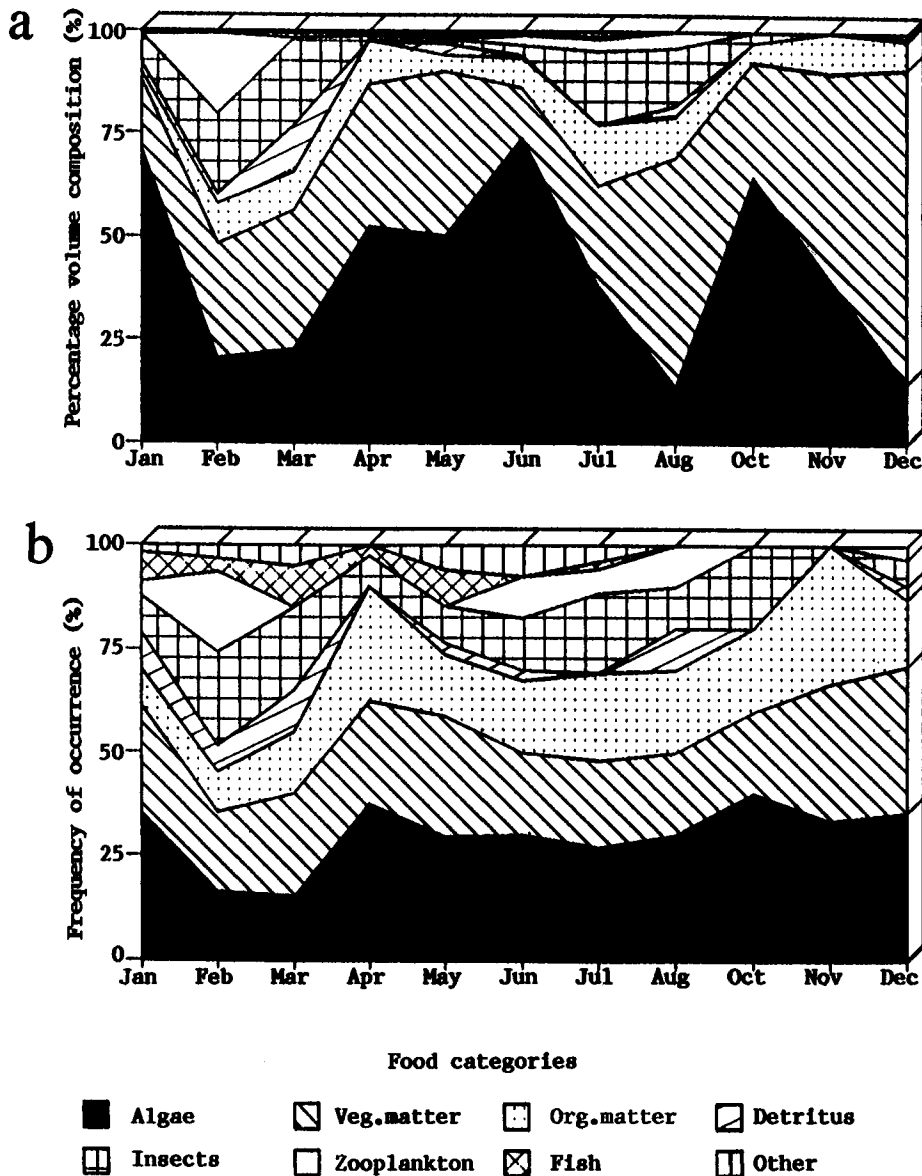 a
Percentage volume composition (%)
100
75
50
25
0
Jan Feb Mar Apr May Jun Jul Aug Oct Nov Dec
b
Frequency of occurrence (%)
100
75
50
25
0
Jan Feb Mar Apr May Jun Jul Aug Oct Nov Dec
Food categories
Algae Veg.matter Org.matter Detritus
Insects Zooplankton Fish Other